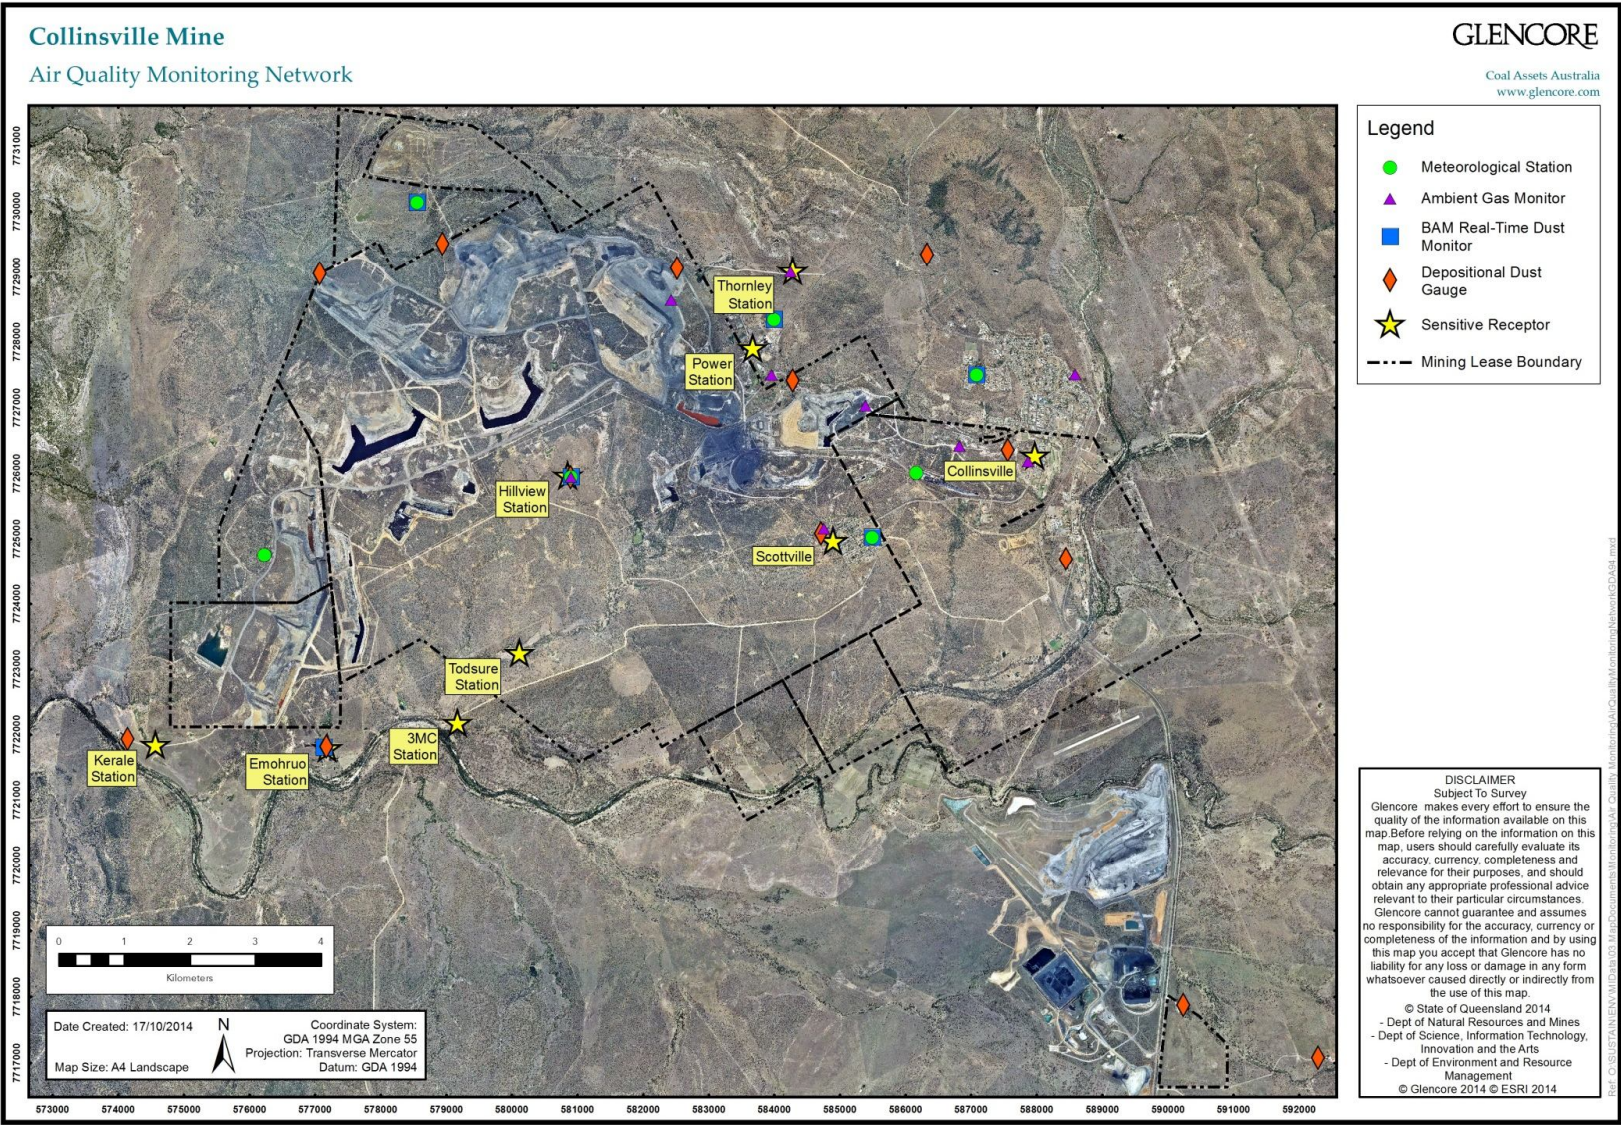 Collinsville Mine
Air Quality Monitoring Network
GLENCORE
Coal Assets Australia
www.glencore.com
Legend
Meteorological Station
Ambient Gas Monitor
BAM Real-Time Dust
Monitor
Depositional Dust
Gauge
Sensitive Receptor
Mining Lease Boundary
7731000
7730000
7729000
7728000
7727000
7726000
7725000
7724000
7723000
7722000
7721000
7720000
7719000
7718000
7717000
Thornley
Station
Power
Station
Collinsville
Hillview
Station
Scottville
Todsure
Station
3MC
Station
Kerale
Station
Emohruo
Station
0 1 2 3 4
Kilometers
Date Created: 17/10/2014
Map Size: A4 Landscape
N
Coordinate System:
GDA 1994 MGA Zone 55
Projection: Transverse Mercator
Datum: GDA 1994
573000 574000 575000 576000 577000 578000 579000 580000 581000 582000 583000 584000 585000 586000 587000 588000 589000 590000 591000 592000
DISCLAIMER
Subject To Survey
Glencore makes every effort to ensure the
quality of the information available on this
map.Before relying on the information on this
map, users should carefully evaluate its
accuracy, currency, completeness and
relevance for their purposes, and should
obtain any appropriate professional advice
relevant to their particular circumstances.
Glencore cannot guarantee and assumes
no responsibility for the accuracy, currency or
completeness of the information and by using
this map you accept that Glencore has no
liability for any loss or damage in any form
whatsoever caused directly or indirectly from
the use of this map.
© State of Queensland 2014
- Dept of Natural Resources and Mines
- Dept of Science, Information Technology,
Innovation and the Arts
- Dept of Environment and Resource
Management
© Glencore 2014 © ESRI 2014